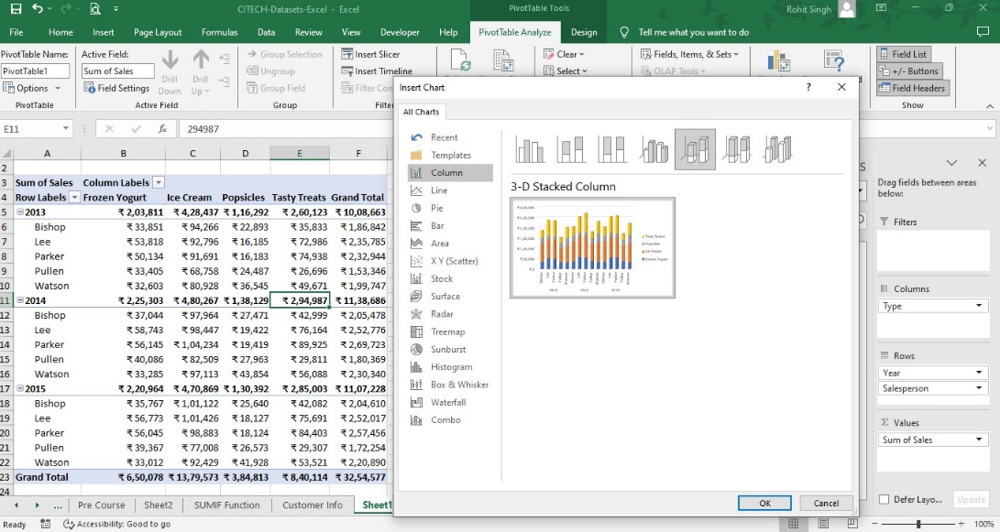 CITECH-Datasets-Excel - Excel
PivotTable Tools
Rohit Singh
File Home Insert Page Layout Formulas Data Review View Developer Help PivotTable Analyze Design Tell me what you want to do
PivotTable Name:
PivotTable1
Options
PivotTable
Active Field:
Sum of Sales
Field Settings
Drill Down
Drill Up
Active Field
Group Selection
Ungroup
Group Field
Group
Insert Slicer
Insert Timeline
Filter Con
Filter
Clear
Select
Fields, Items, & Sets
OLAP Tools
Field List
+/- Buttons
Field Headers
Show
E11 fx 294987
A B C D E F
2
3 Sum of Sales Column Labels
4 Row Labels Frozen Yogurt Ice Cream Popsicles Tasty Treats Grand Total
5 2013 ₹ 2,03,811 ₹ 4,28,437 ₹ 1,16,292 ₹ 2,60,123 ₹ 10,08,663
6 Bishop ₹ 33,851 ₹ 94,266 ₹ 22,893 ₹ 35,833 ₹ 1,86,842
7 Lee ₹ 53,818 ₹ 92,796 ₹ 16,185 ₹ 72,986 ₹ 2,35,785
8 Parker ₹ 50,134 ₹ 91,691 ₹ 16,183 ₹ 74,938 ₹ 2,32,944
9 Pullen ₹ 33,405 ₹ 68,758 ₹ 24,487 ₹ 26,696 ₹ 1,53,346
10 Watson ₹ 32,603 ₹ 80,928 ₹ 36,545 ₹ 49,671 ₹ 1,99,747
11 2014 ₹ 2,25,303 ₹ 4,80,267 ₹ 1,38,129 ₹ 2,94,987 ₹ 11,38,686
12 Bishop ₹ 37,044 ₹ 97,964 ₹ 27,471 ₹ 42,999 ₹ 2,05,478
13 Lee ₹ 58,743 ₹ 98,447 ₹ 19,422 ₹ 76,164 ₹ 2,52,776
14 Parker ₹ 56,145 ₹ 1,04,234 ₹ 19,419 ₹ 89,925 ₹ 2,69,723
15 Pullen ₹ 40,086 ₹ 82,509 ₹ 27,963 ₹ 29,811 ₹ 1,80,369
16 Watson ₹ 33,285 ₹ 97,113 ₹ 43,854 ₹ 56,088 ₹ 2,30,340
17 2015 ₹ 2,20,964 ₹ 4,70,869 ₹ 1,30,392 ₹ 2,85,003 ₹ 11,07,228
18 Bishop ₹ 35,767 ₹ 1,01,122 ₹ 25,640 ₹ 42,082 ₹ 2,04,610
19 Lee ₹ 56,773 ₹ 1,01,426 ₹ 18,127 ₹ 75,691 ₹ 2,52,017
20 Parker ₹ 56,045 ₹ 98,883 ₹ 18,124 ₹ 84,403 ₹ 2,57,456
21 Pullen ₹ 39,367 ₹ 77,008 ₹ 26,573 ₹ 29,307 ₹ 1,72,254
22 Watson ₹ 33,012 ₹ 92,429 ₹ 41,928 ₹ 53,521 ₹ 2,20,890
23 Grand Total ₹ 6,50,078 ₹ 13,79,573 ₹ 3,84,813 ₹ 8,40,114 ₹ 32,54,577
24
Insert Chart ?
All Charts
Recent
Templates
Column
Line
Pie
Bar
Area
X Y (Scatter)
Stock
Surface
Radar
Treemap
Sunburst
Histogram
Box & Whisker
Waterfall
Combo
3-D Stacked Column
OK Cancel
S
Drag fields between areas
below:
Filters
Columns
Type
Rows
Year
Salesperson
Σ Values
Sum of Sales
Defer Layo... Update
... Pre Course Sheet2 SUMIF Function Customer Info Sheet1
Ready Accessibility: Good to go 100%